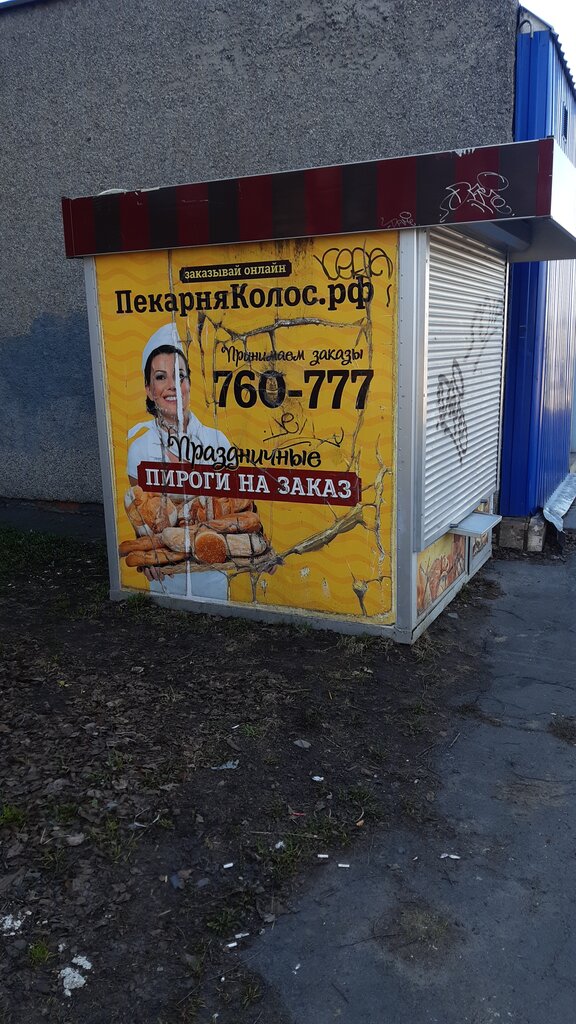 заказывай онлайн
ПекарняКолос.рф
Принимаем заказы
760-777
Праздничные
ПИРОГИ НА ЗАКАЗ